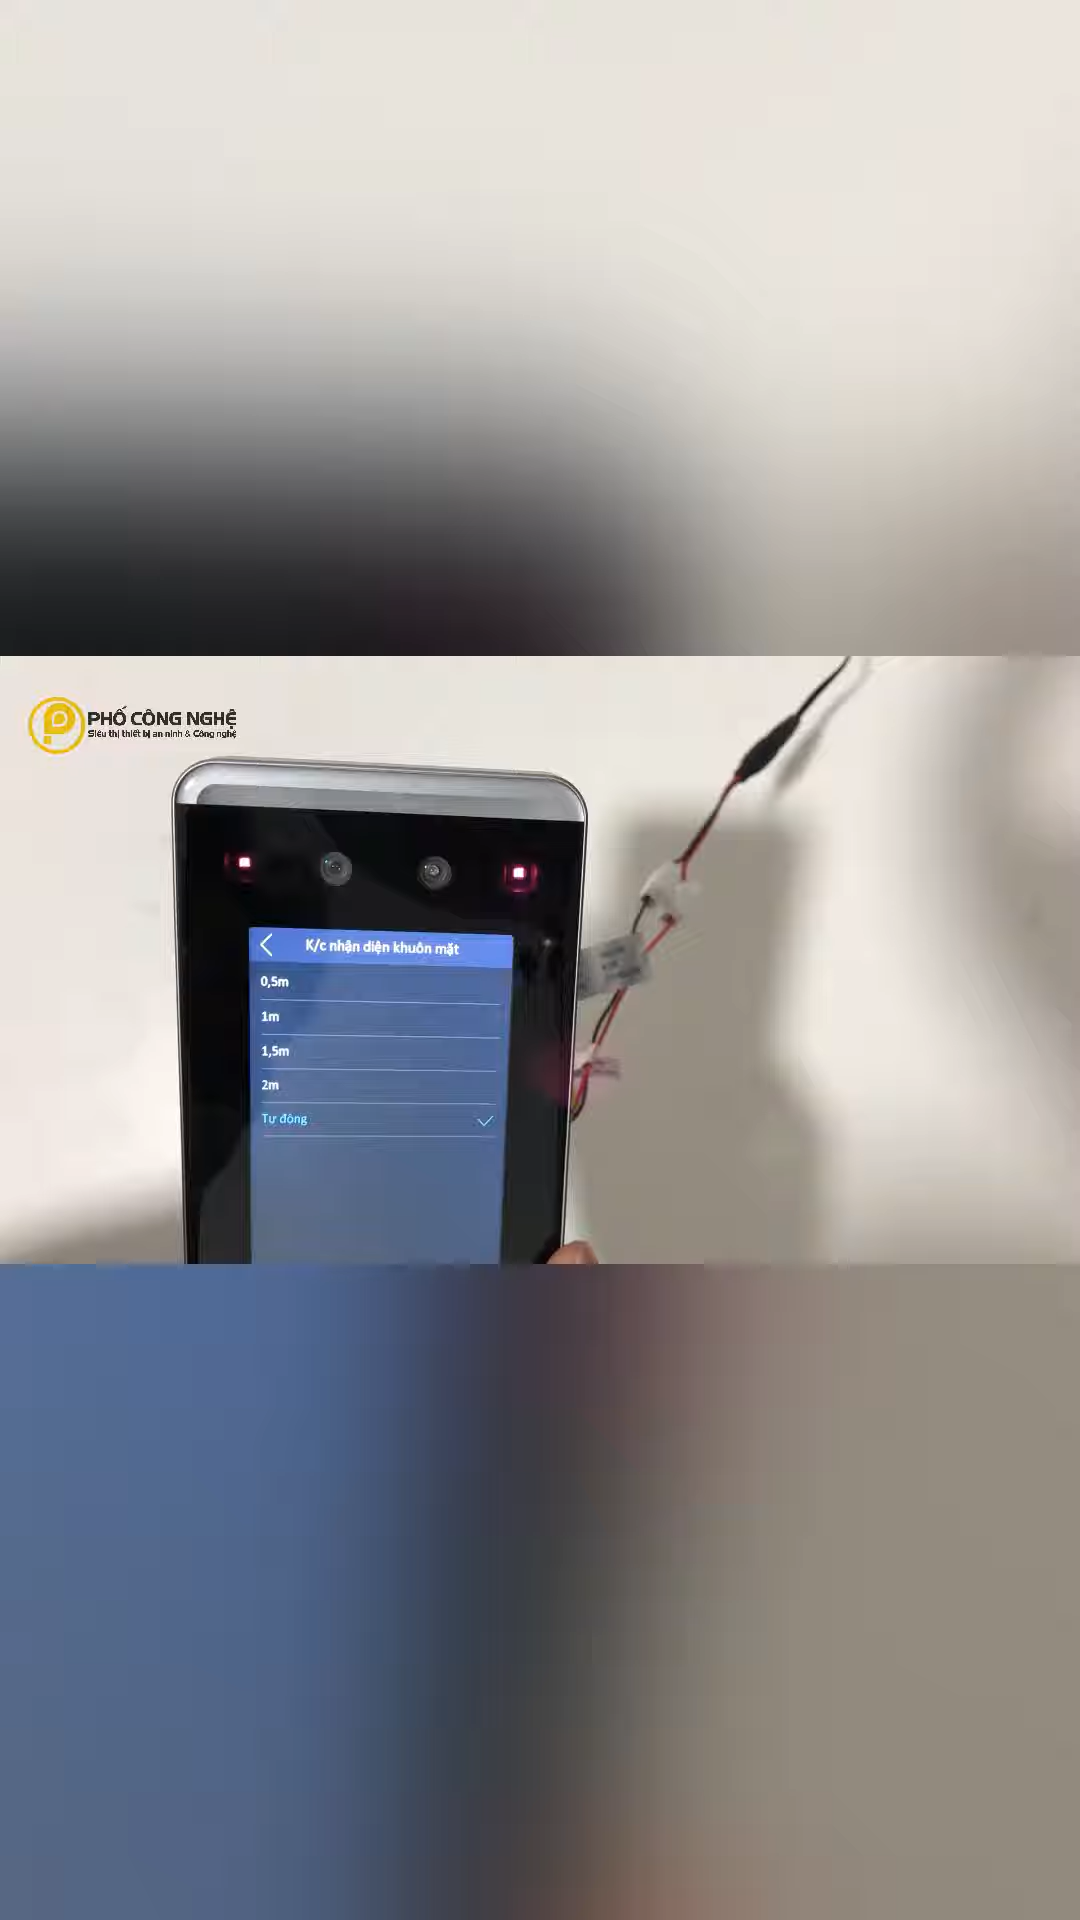 PHỐ CÔNG NGHỆ
Siêu thị thiết bị an ninh & Công nghệ
K/c nhận diện khuôn mặt
0,5m
1m
1,5m
2m
Tự động